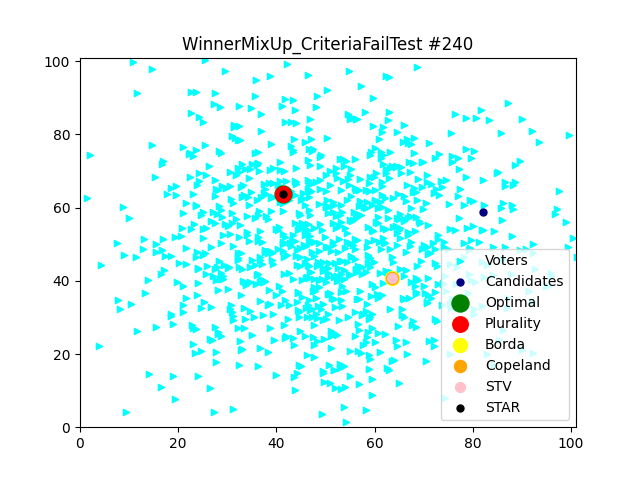 WinnerMixUp_CriteriaFailTest #240
100
80
60
40
20
0
0 20 40 60 80 100
Voters
Candidates
Optimal
Plurality
Borda
Copeland
STV
STAR